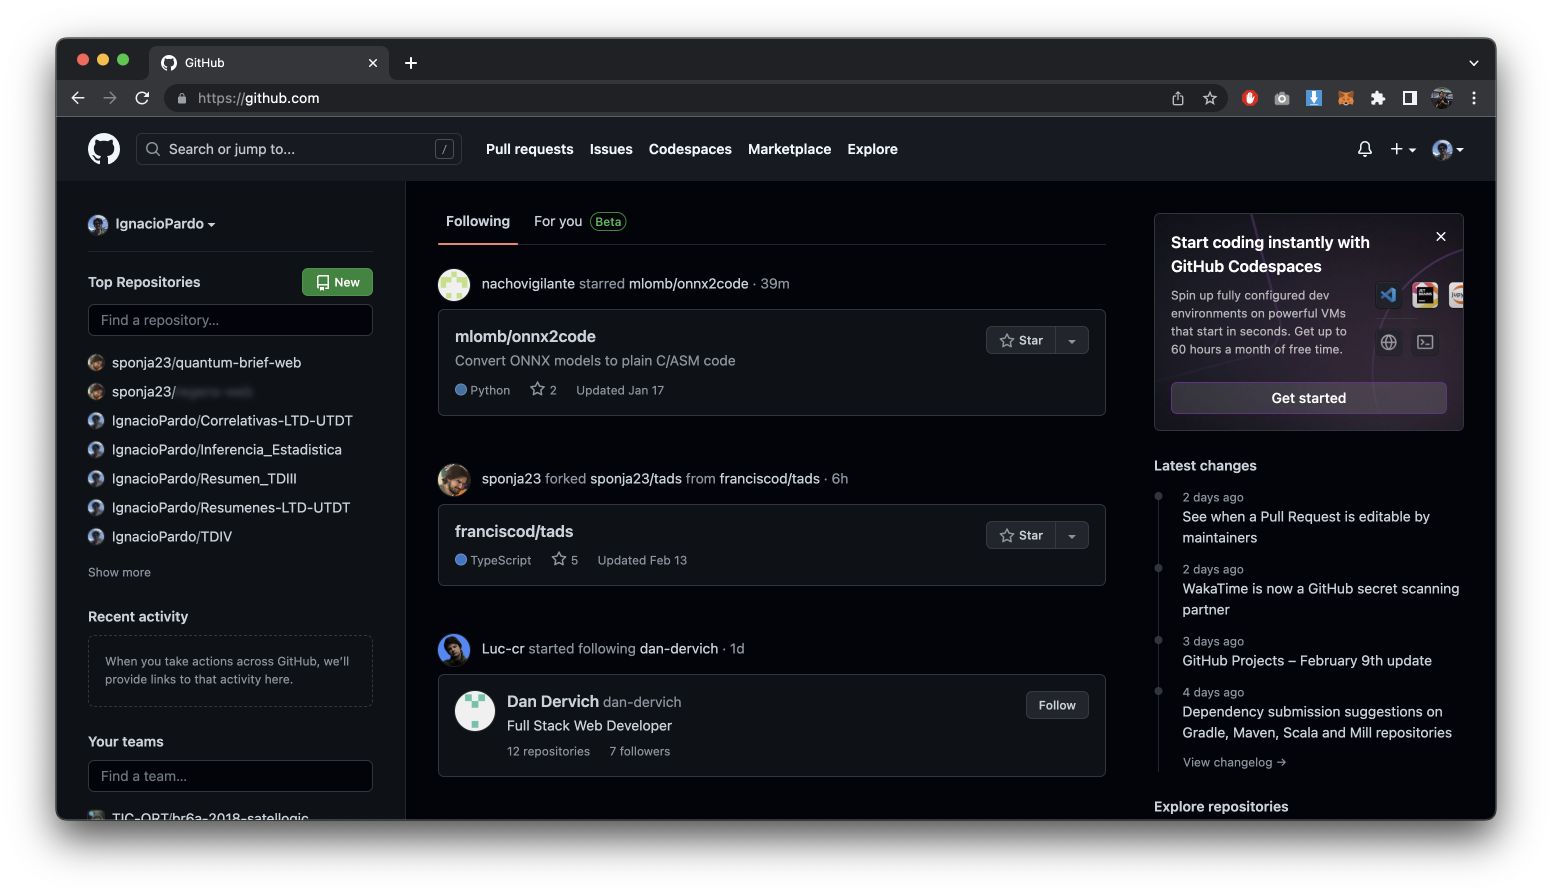 GitHub
https://github.com
Search or jump to...
/
Pull requests
Issues
Codespaces
Marketplace
Explore
IgnacioPardo
Top Repositories
New
Find a repository...
sponja23/quantum-brief-web
sponja23/
IgnacioPardo/Correlativas-LTD-UTDT
IgnacioPardo/Inferencia_Estadistica
IgnacioPardo/Resumen_TDIII
IgnacioPardo/Resumenes-LTD-UTDT
IgnacioPardo/TDIV
Show more
Recent activity
When you take actions across GitHub, we'll
provide links to that activity here.
Your teams
Find a team...
TIC-ORT/br6a-2018-satellogic
Following
For you Beta
nachovigilante starred mlomb/onnx2code · 39m
mlomb/onnx2code
Star
Convert ONNX models to plain C/ASM code
Python 2 Updated Jan 17
sponja23 forked sponja23/tads from franciscod/tads · 6h
franciscod/tads
Star
TypeScript 5 Updated Feb 13
Luc-cr started following dan-dervich · 1d
Dan Dervich dan-dervich
Follow
Full Stack Web Developer
12 repositories 7 followers
Start coding instantly with
GitHub Codespaces
Spin up fully configured dev
environments on powerful VMs
that start in seconds. Get up to
60 hours a month of free time.
Get started
Latest changes
2 days ago
See when a Pull Request is editable by
maintainers
2 days ago
WakaTime is now a GitHub secret scanning
partner
3 days ago
GitHub Projects – February 9th update
4 days ago
Dependency submission suggestions on
Gradle, Maven, Scala and Mill repositories
View changelog →
Explore repositories